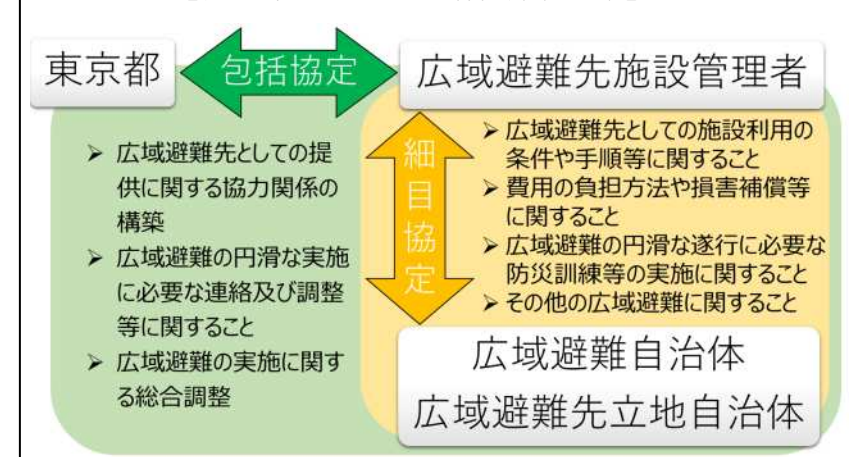 東京都
包括協定
広域避難先施設管理者
➢ 広域避難先としての提
供に関する協力関係の
構築
➢ 広域避難の円滑な実施
に必要な連絡及び調整
等に関すること
➢ 広域避難の実施に関す
る総合調整
細目協定
➢ 広域避難先としての施設利用の
条件や手順等に関すること
➢ 費用の負担方法や損害補償等
に関すること
➢ 広域避難の円滑な遂行に必要な
防災訓練等の実施に関すること
➢ その他の広域避難に関すること
広域避難自治体
広域避難先立地自治体